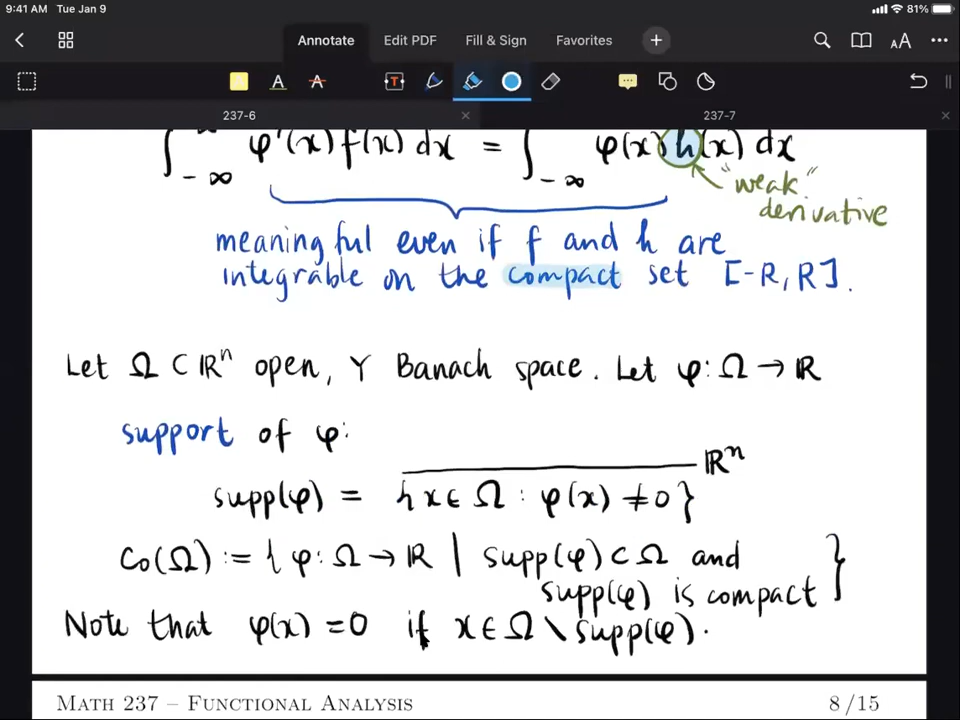 9:41 AM Tue Jan 9 81%
Annotate Edit PDF Fill & Sign Favorites
237-6 237-7
∫_{-∞}^{∞} φ'(x) f(x) dx = ∫_{-∞} φ(x) h(x) dx
"weak"
derivative
meaningful even if f and h are
integrable on the compact set [-R, R].
Let Ω ⊂ ℝⁿ open, Y Banach space. Let φ: Ω → ℝ
support of φ:
ℝⁿ
supp(φ) = {x ∈ Ω : φ(x) ≠ 0}
C₀(Ω) := { φ: Ω → ℝ | supp(φ) ⊂ Ω and
supp(φ) is compact }
Note that φ(x) = 0 if x ∈ Ω \ supp(φ).
MATH 237 – FUNCTIONAL ANALYSIS 8 / 15